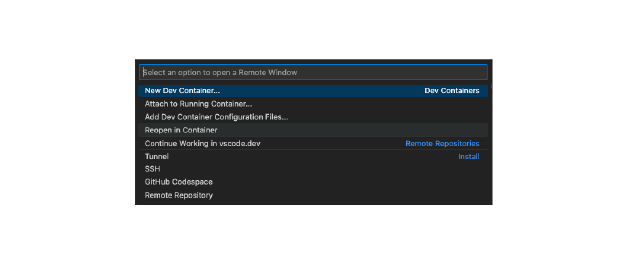 Select an option to open a Remote Window
New Dev Container... Dev Containers
Attach to Running Container...
Add Dev Container Configuration Files...
Reopen in Container
Continue Working in vscode.dev Remote Repositories
Tunnel Install
SSH
GitHub Codespace
Remote Repository